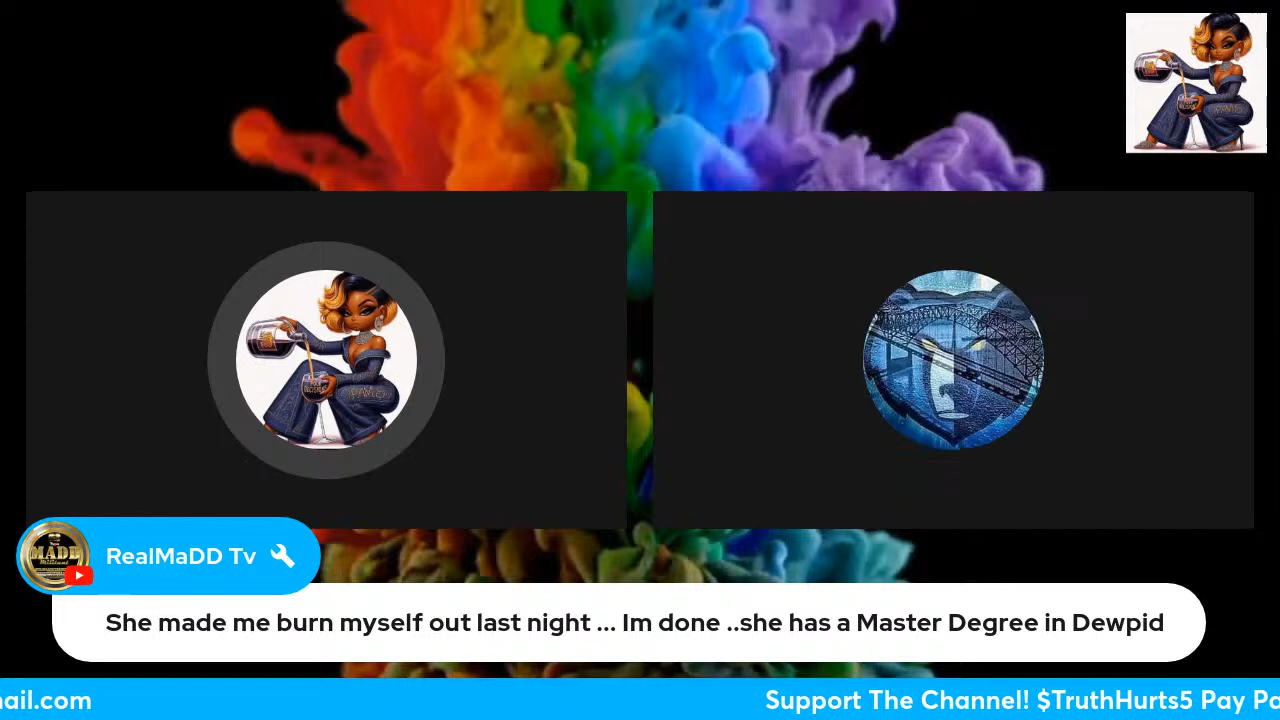 RealMaDD Tv
MADD
She made me burn myself out last night ... Im done ..she has a Master Degree in Dewpid
ail.com
Support The Channel! $TruthHurts5 Pay Pa